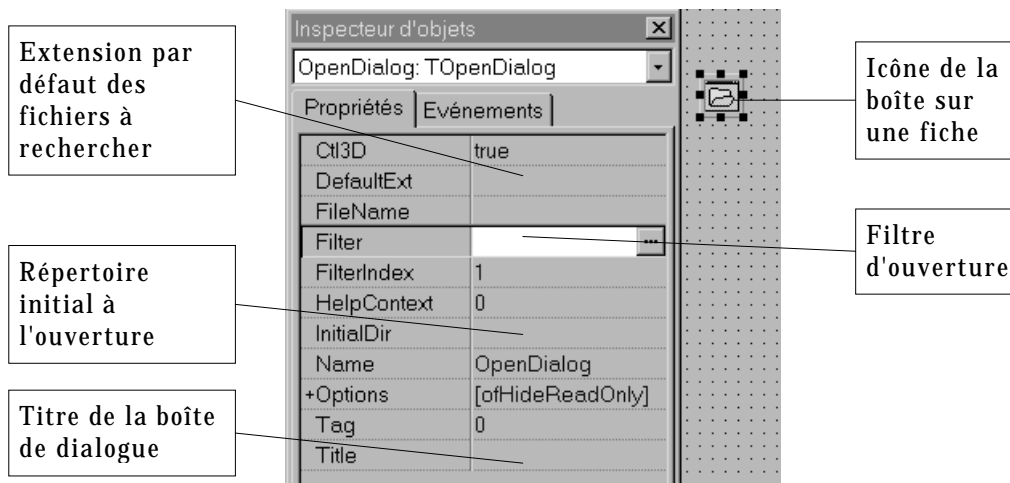 Extension par
défaut des
fichiers à
rechercher
Répertoire
initial à
l'ouverture
Titre de la boîte
de dialogue
Inspecteur d'objets
OpenDialog: TOpenDialog
Propriétés Evénements
Ctl3D true
DefaultExt
FileName
Filter ...
FilterIndex 1
HelpContext 0
InitialDir
Name OpenDialog
+Options [ofHideReadOnly]
Tag 0
Title
Icône de la
boîte sur
une fiche
Filtre
d'ouverture